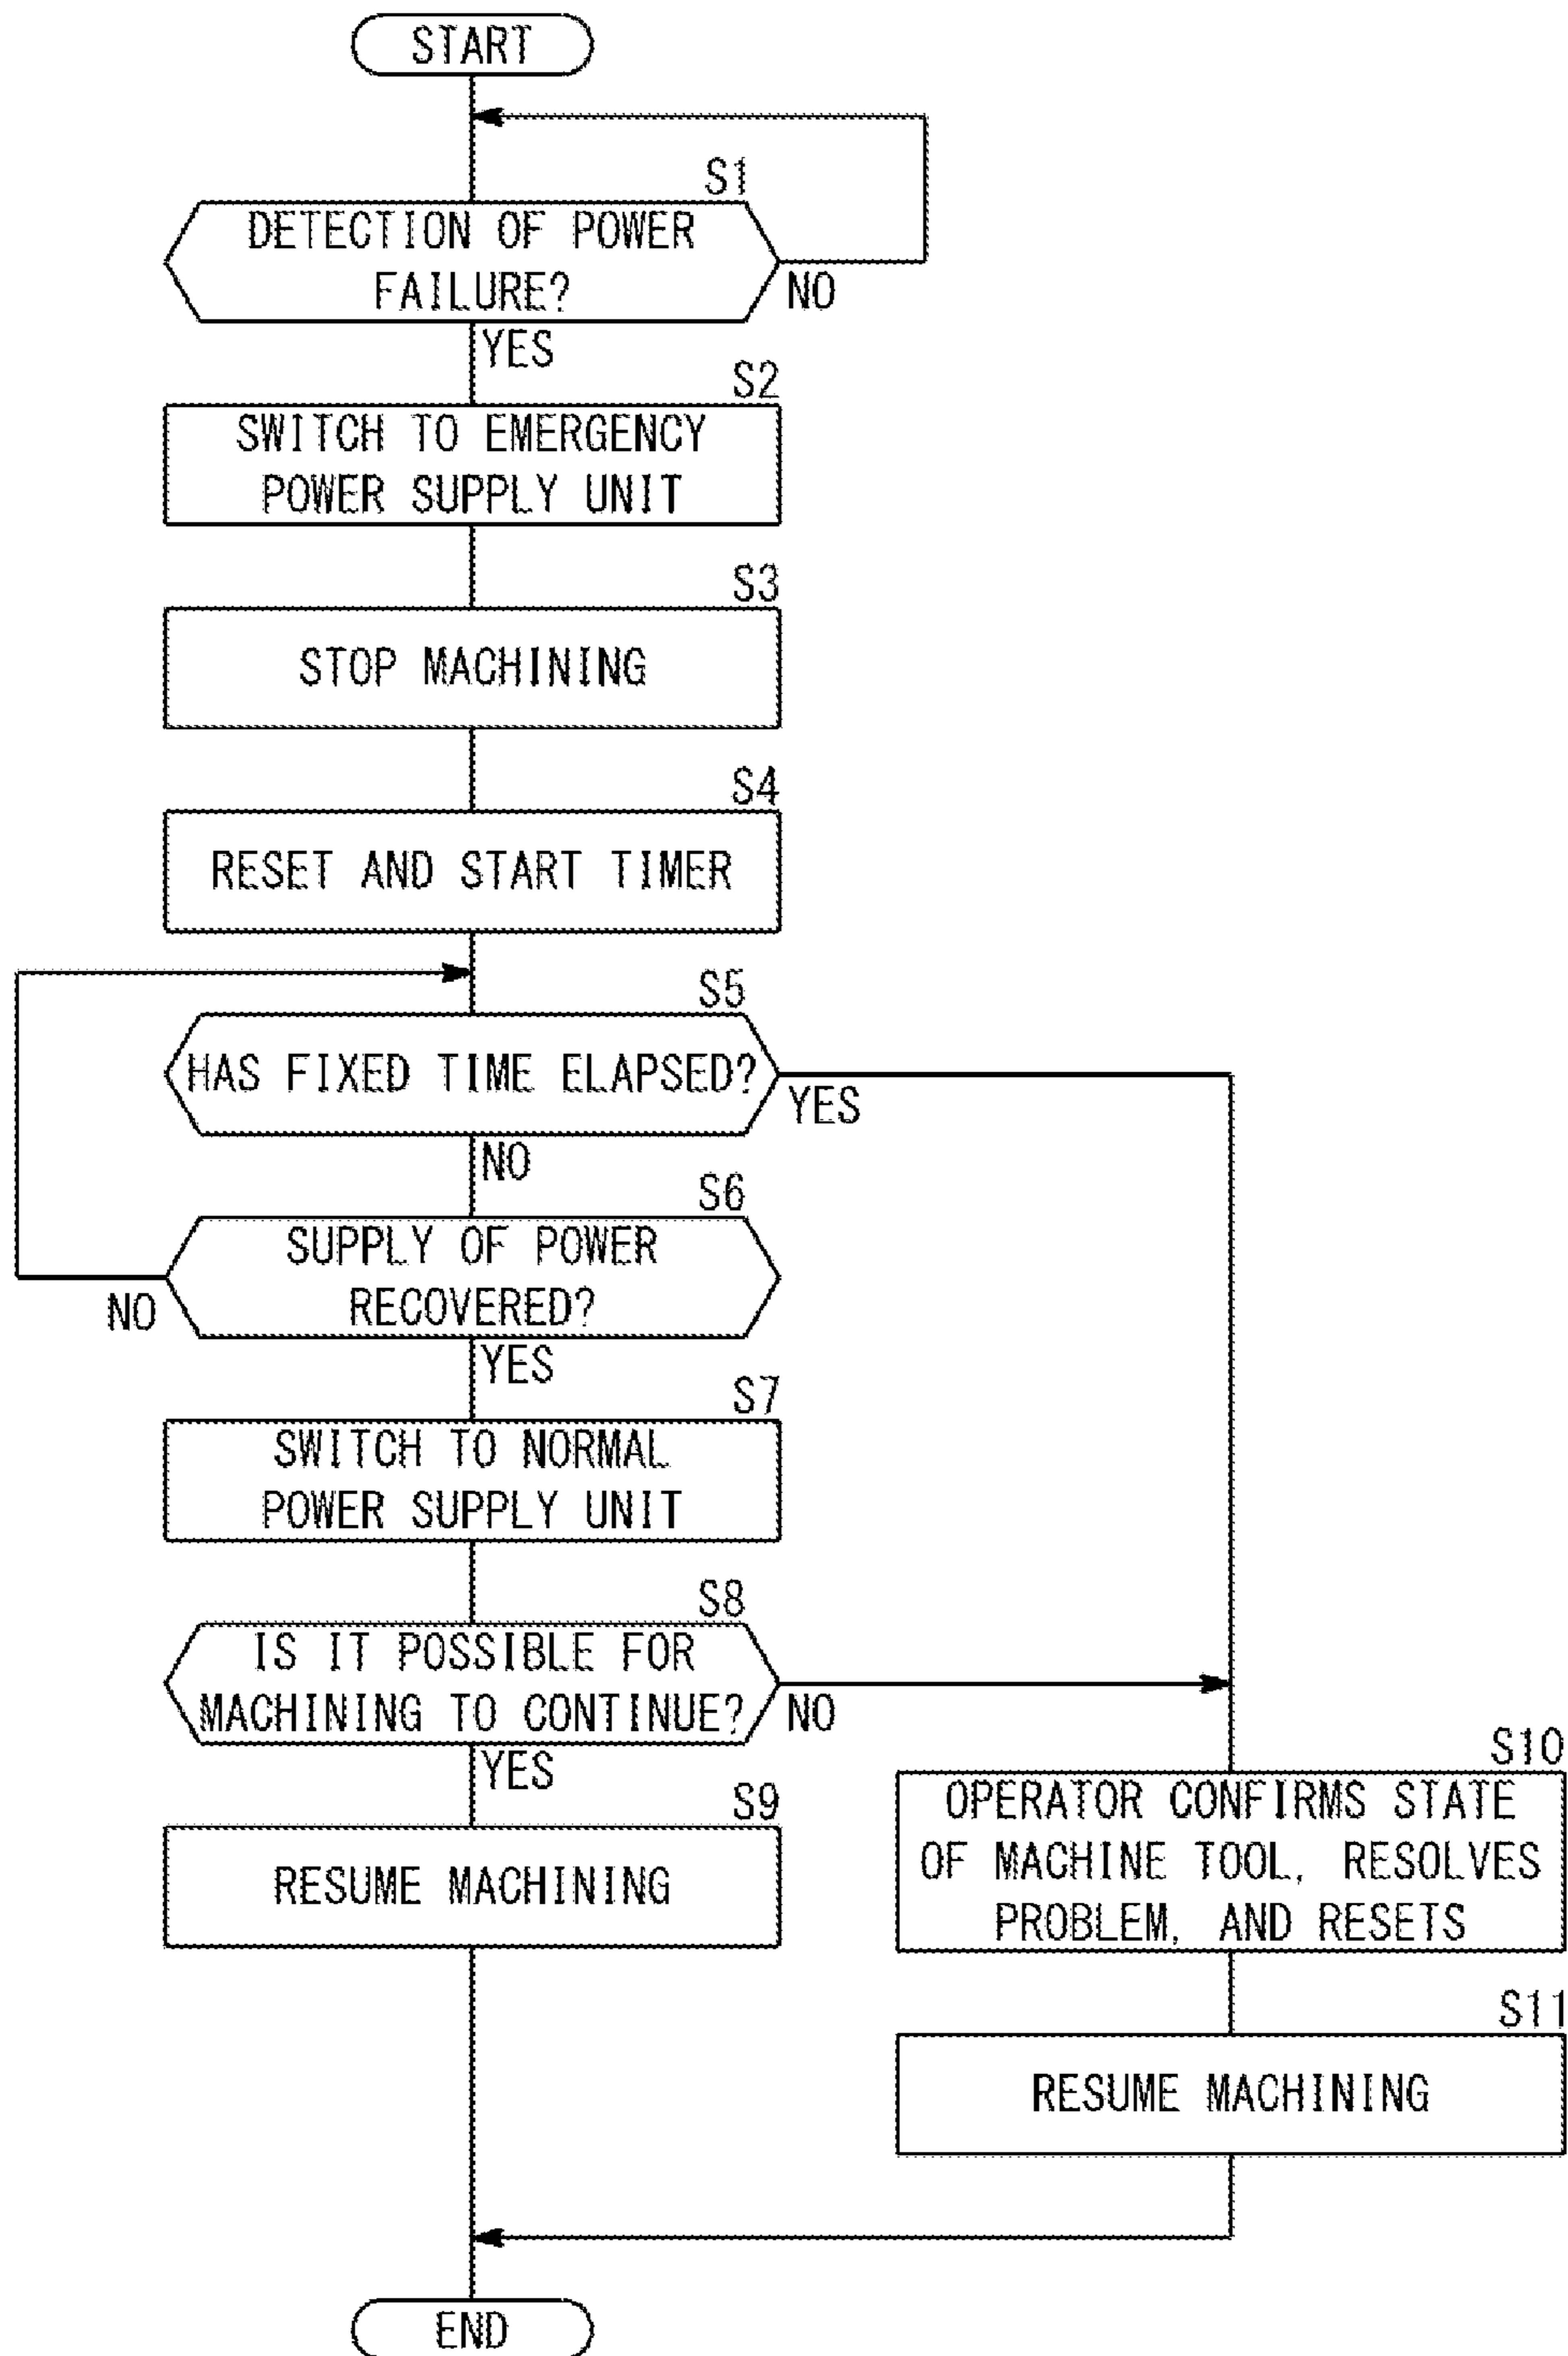 START
S1
DETECTION OF POWER
FAILURE?
NO
YES
S2
SWITCH TO EMERGENCY
POWER SUPPLY UNIT
S3
STOP MACHINING
S4
RESET AND START TIMER
S5
HAS FIXED TIME ELAPSED?
YES
NO
S6
SUPPLY OF POWER
RECOVERED?
NO
YES
S7
SWITCH TO NORMAL
POWER SUPPLY UNIT
S8
IS IT POSSIBLE FOR
MACHINING TO CONTINUE?
NO
YES
S9
RESUME MACHINING
S10
OPERATOR CONFIRMS STATE
OF MACHINE TOOL, RESOLVES
PROBLEM, AND RESETS
S11
RESUME MACHINING
END